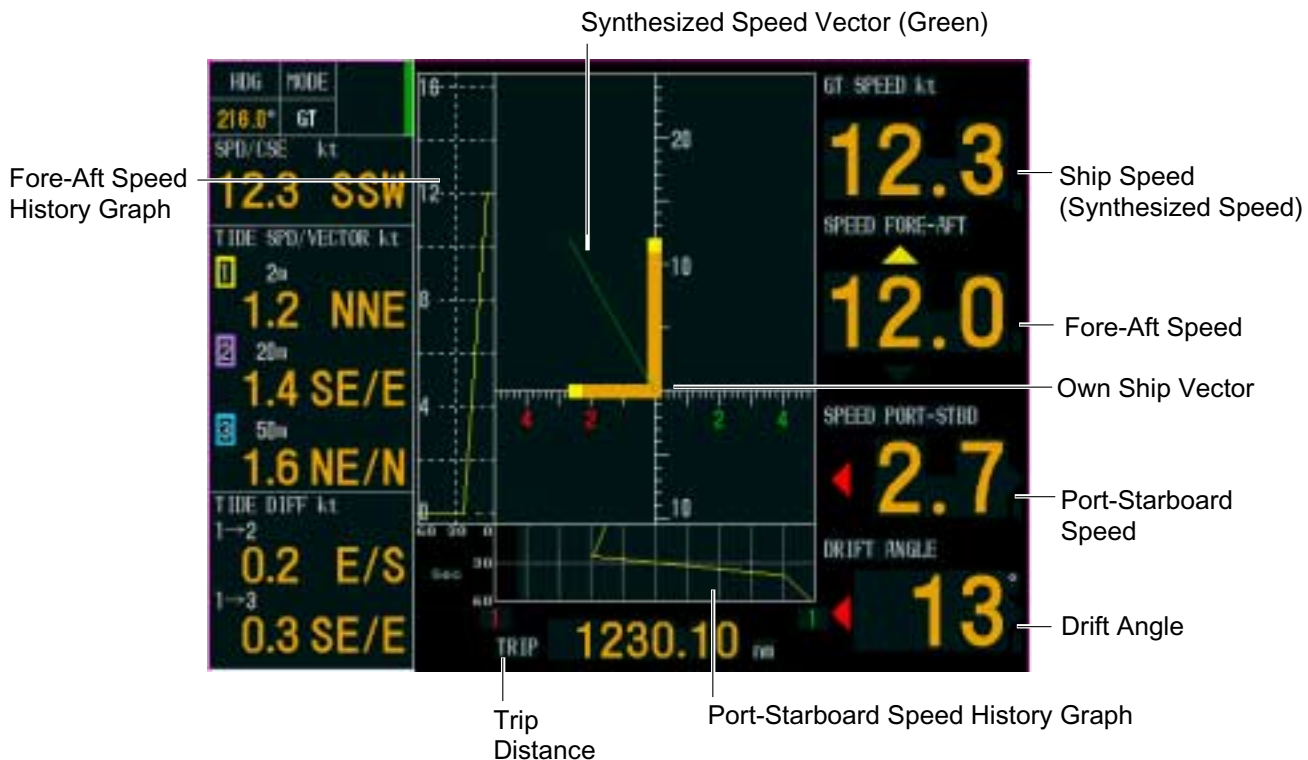 Synthesized Speed Vector (Green)
HDG MODE
216.0° GT
SPD/CSE kt
12.3 SSW
TIDE SPD/VECTOR kt
1 2m
1.2 NNE
2 20m
1.4 SE/E
3 50m
1.6 NE/N
TIDE DIFF kt
1→2
0.2 E/S
1→3
0.3 SE/E
Fore-Aft Speed
History Graph
16
12
8
4
0
60 30 0
20
10
4 2 2 4
10
Sec
30
60
1 1
TRIP 1230.10 nm
GT SPEED kt
12.3
SPEED FORE-AFT
12.0
SPEED PORT-STBD
2.7
DRIFT ANGLE
13°
Ship Speed
(Synthesized Speed)
Fore-Aft Speed
Own Ship Vector
Port-Starboard
Speed
Drift Angle
Trip
Distance
Port-Starboard Speed History Graph